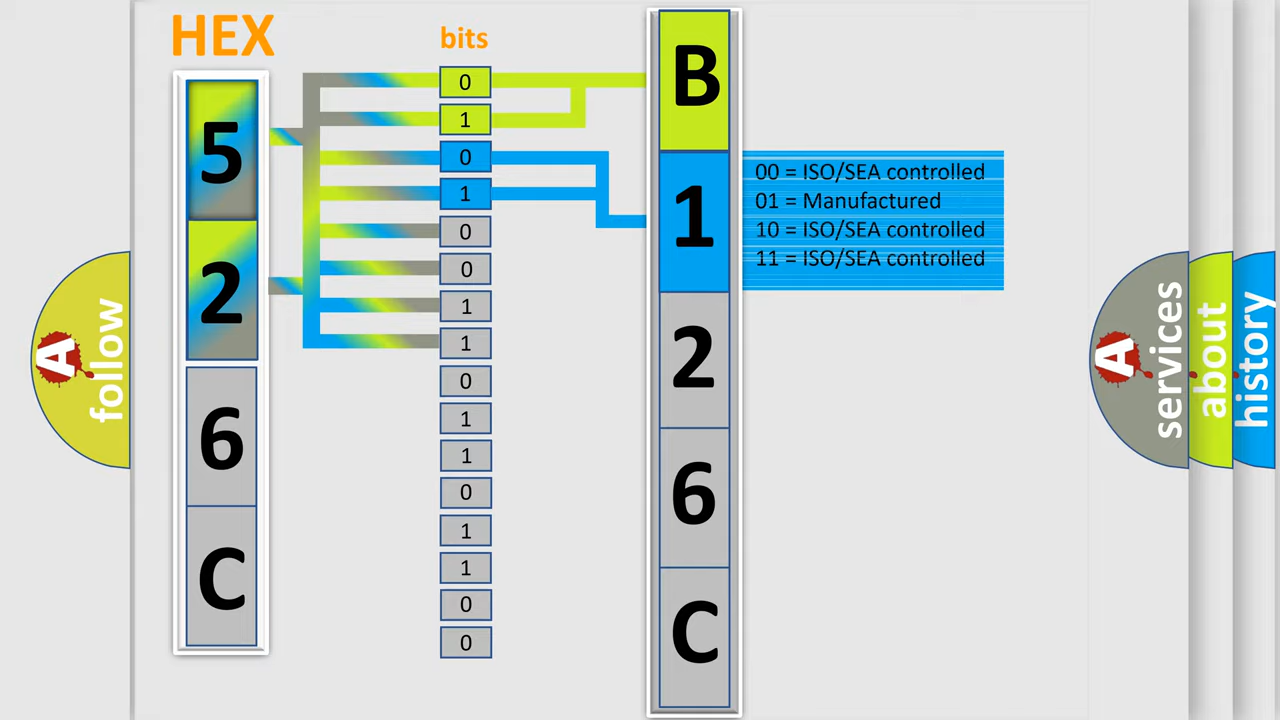 HEX
bits
5
2
6
C
0
1
0
1
0
0
1
1
0
1
1
0
1
1
0
0
B
1
2
6
C
00 = ISO/SEA controlled
01 = Manufactured
10 = ISO/SEA controlled
11 = ISO/SEA controlled
A
follow
A
services
about
history